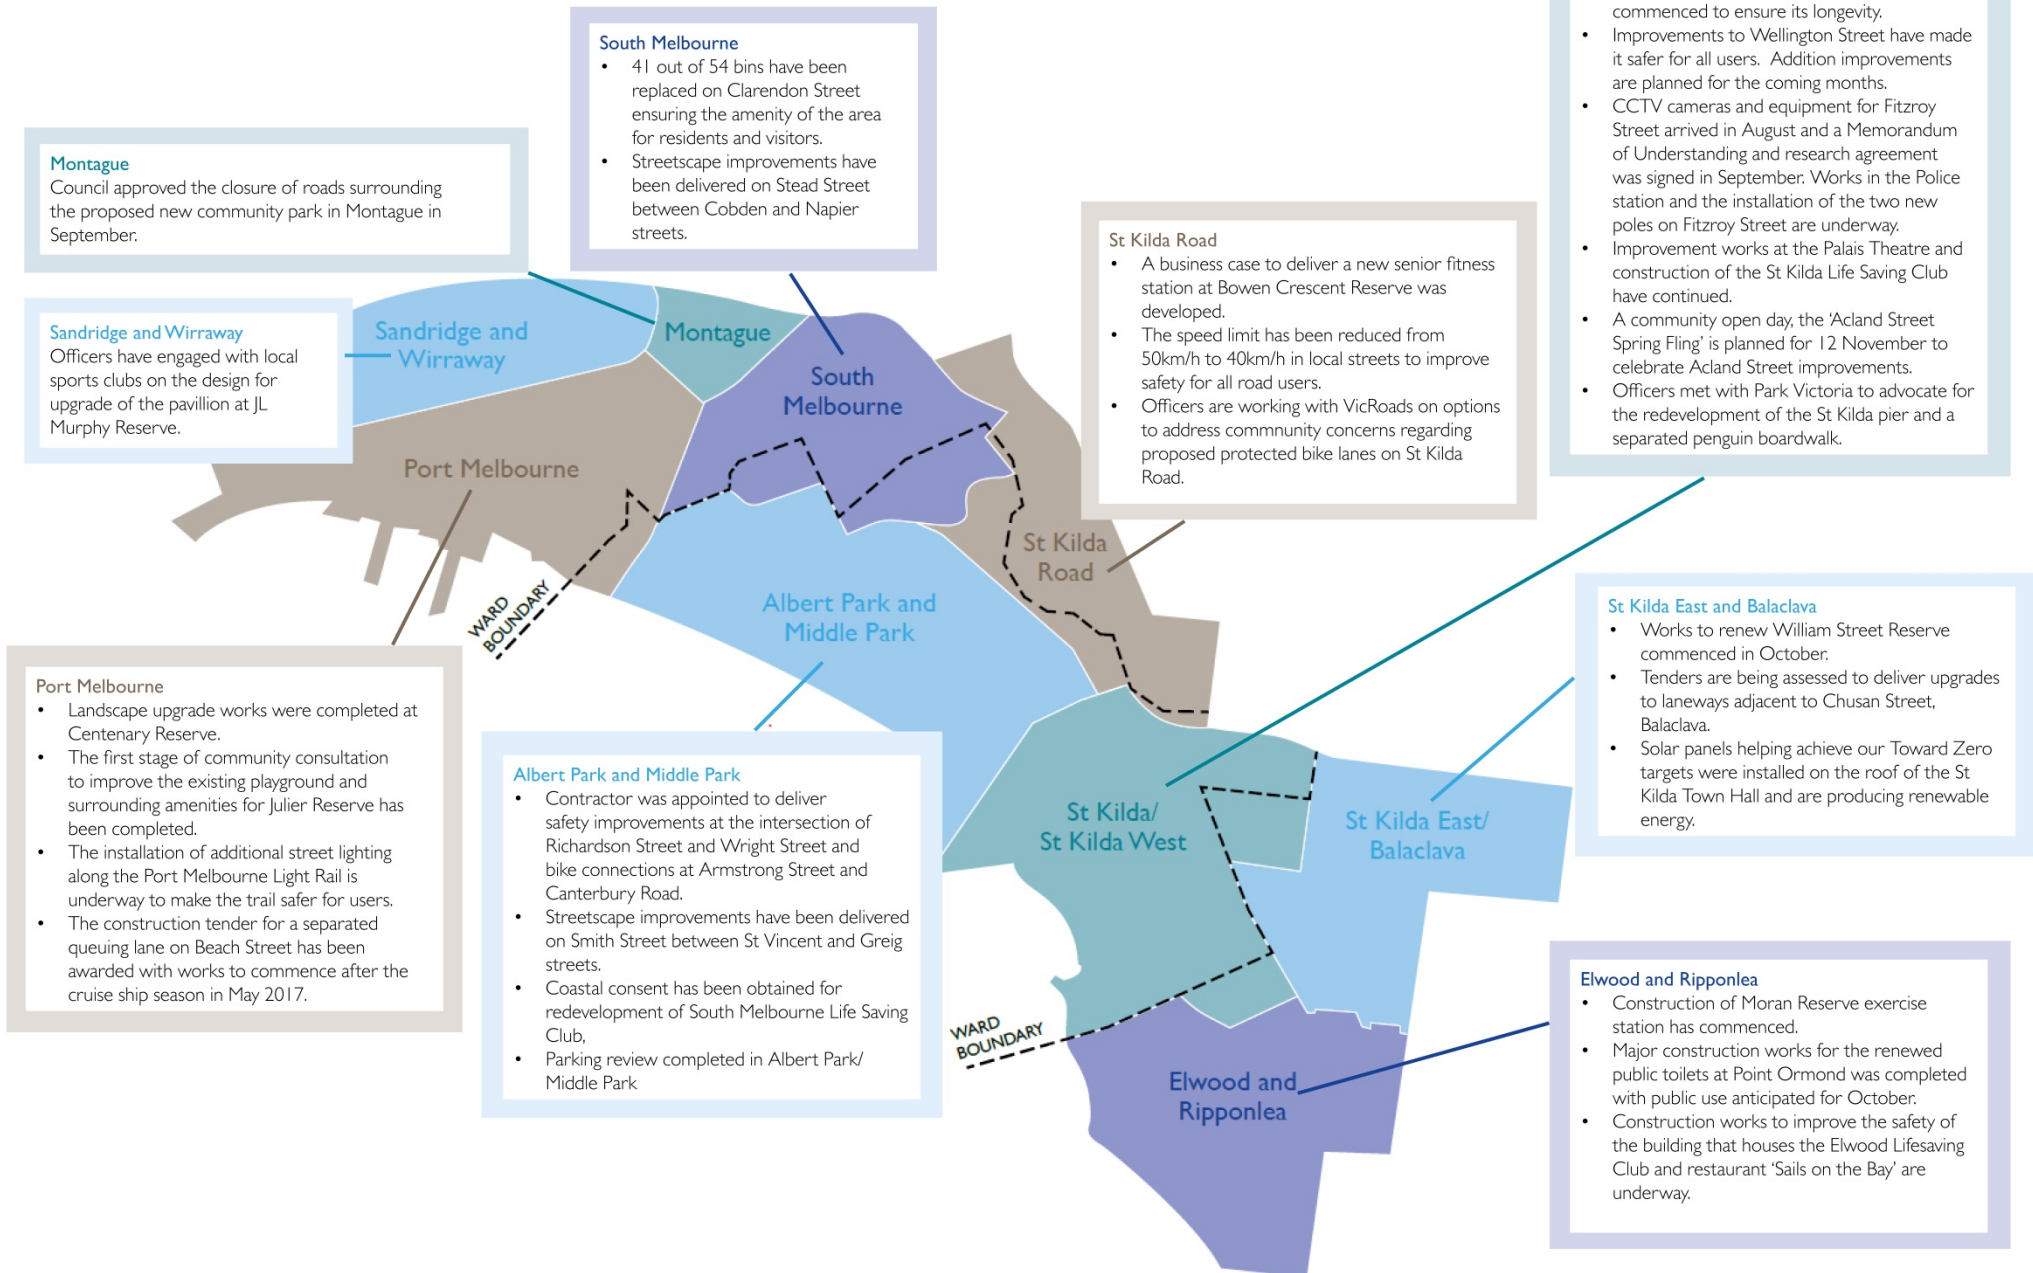 South Melbourne
• 41 out of 54 bins have been
replaced on Clarendon Street
ensuring the amenity of the area
for residents and visitors.
• Streetscape improvements have
been delivered on Stead Street
between Cobden and Napier
streets.
commenced to ensure its longevity.
• Improvements to Wellington Street have made
it safer for all users. Addition improvements
are planned for the coming months.
• CCTV cameras and equipment for Fitzroy
Street arrived in August and a Memorandum
of Understanding and research agreement
was signed in September. Works in the Police
station and the installation of the two new
poles on Fitzroy Street are underway.
• Improvement works at the Palais Theatre and
construction of the St Kilda Life Saving Club
have continued.
• A community open day, the ‘Acland Street
Spring Fling’ is planned for 12 November to
celebrate Acland Street improvements.
• Officers met with Park Victoria to advocate for
the redevelopment of the St Kilda pier and a
separated penguin boardwalk.
Montague
Council approved the closure of roads surrounding
the proposed new community park in Montague in
September.
St Kilda Road
• A business case to deliver a new senior fitness
station at Bowen Crescent Reserve was
developed.
• The speed limit has been reduced from
50km/h to 40km/h in local streets to improve
safety for all road users.
• Officers are working with VicRoads on options
to address commnunity concerns regarding
proposed protected bike lanes on St Kilda
Road.
Sandridge and Wirraway
Officers have engaged with local
sports clubs on the design for
upgrade of the pavillion at JL
Murphy Reserve.
Sandridge and
Wirraway
Montague
South
Melbourne
Port Melbourne
St Kilda
Road
WARD
BOUNDARY
Albert Park and
Middle Park
St Kilda East and Balaclava
• Works to renew William Street Reserve
commenced in October.
• Tenders are being assessed to deliver upgrades
to laneways adjacent to Chusan Street,
Balaclava.
• Solar panels helping achieve our Toward Zero
targets were installed on the roof of the St
Kilda Town Hall and are producing renewable
energy.
Port Melbourne
• Landscape upgrade works were completed at
Centenary Reserve.
• The first stage of community consultation
to improve the existing playground and
surrounding amenities for Julier Reserve has
been completed.
• The installation of additional street lighting
along the Port Melbourne Light Rail is
underway to make the trail safer for users.
• The construction tender for a separated
queuing lane on Beach Street has been
awarded with works to commence after the
cruise ship season in May 2017.
Albert Park and Middle Park
• Contractor was appointed to deliver
safety improvements at the intersection of
Richardson Street and Wright Street and
bike connections at Armstrong Street and
Canterbury Road.
• Streetscape improvements have been delivered
on Smith Street between St Vincent and Greig
streets.
• Coastal consent has been obtained for
redevelopment of South Melbourne Life Saving
Club,
• Parking review completed in Albert Park/
Middle Park
St Kilda/
St Kilda West
St Kilda East/
Balaclava
WARD
BOUNDARY
Elwood and
Ripponlea
Elwood and Ripponlea
• Construction of Moran Reserve exercise
station has commenced.
• Major construction works for the renewed
public toilets at Point Ormond was completed
with public use anticipated for October.
• Construction works to improve the safety of
the building that houses the Elwood Lifesaving
Club and restaurant ‘Sails on the Bay’ are
underway.